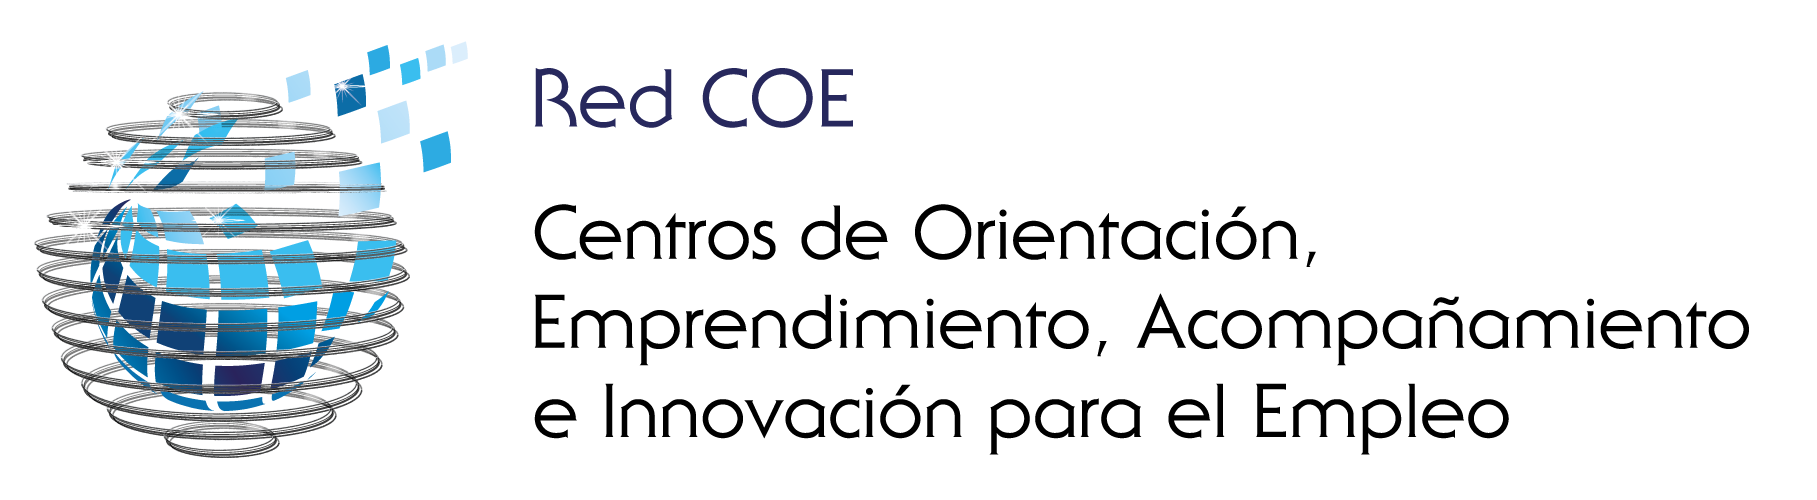 Red COE
Centros de Orientación,
Emprendimiento, Acompañamiento
e Innovación para el Empleo